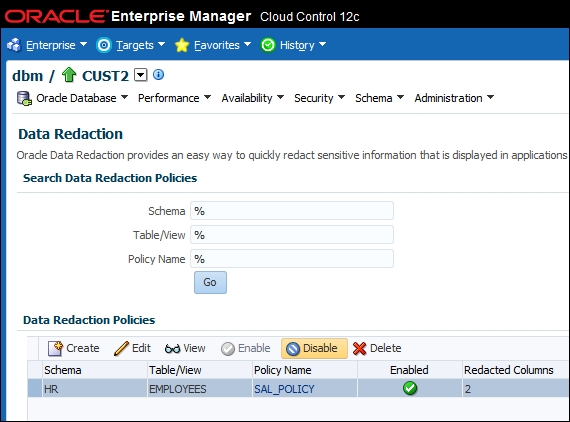 ORACLE Enterprise Manager Cloud Control 12c
Enterprise Targets Favorites History
dbm / CUST2
Oracle Database Performance Availability Security Schema Administration
Data Redaction
Oracle Data Redaction provides an easy way to quickly redact sensitive information that is displayed in applications
Search Data Redaction Policies
Schema %
Table/View %
Policy Name %
Go
Data Redaction Policies
Create Edit View Enable Disable Delete
Schema Table/View Policy Name Enabled Redacted Columns
HR EMPLOYEES SAL_POLICY 2